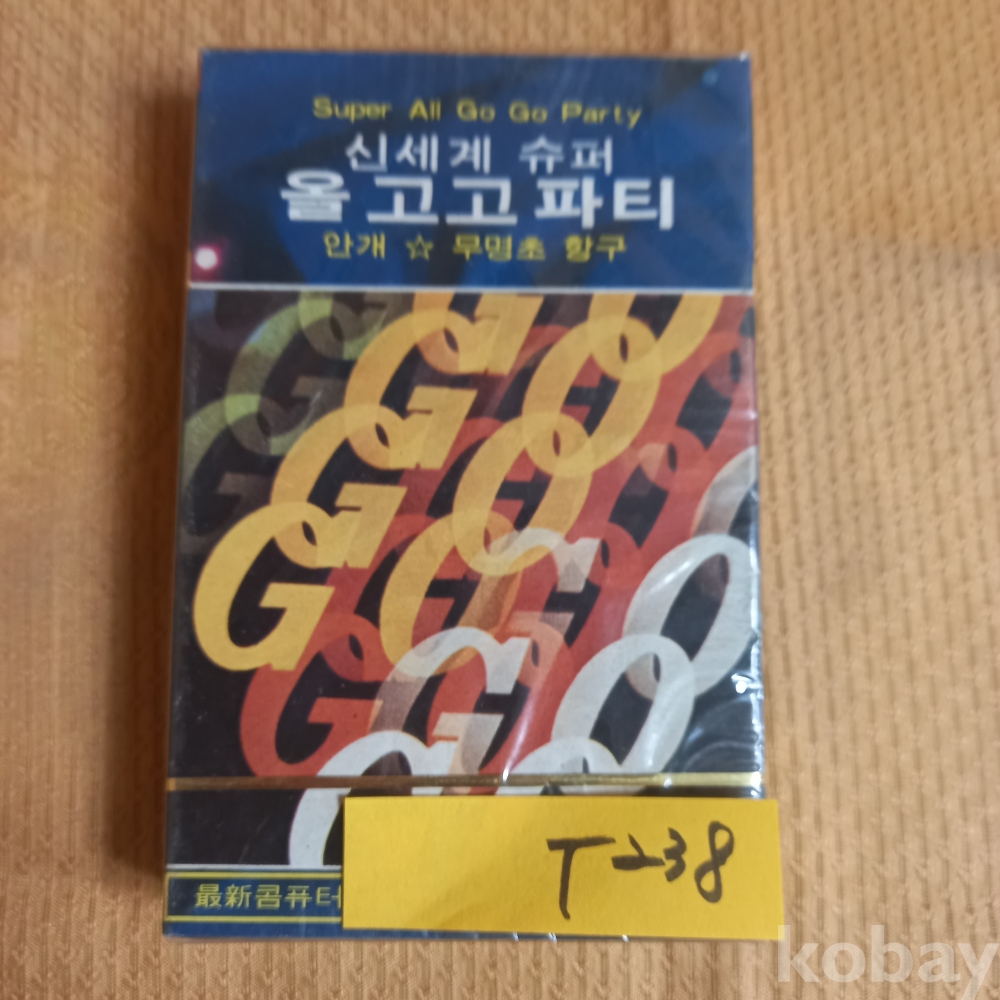 Super All Go Go Party
신세계 슈퍼
올 고고 파티
안개 ☆ 무명초 항구
GO
GO
GO
GO
GO
最新콤퓨터
T-238
kobay